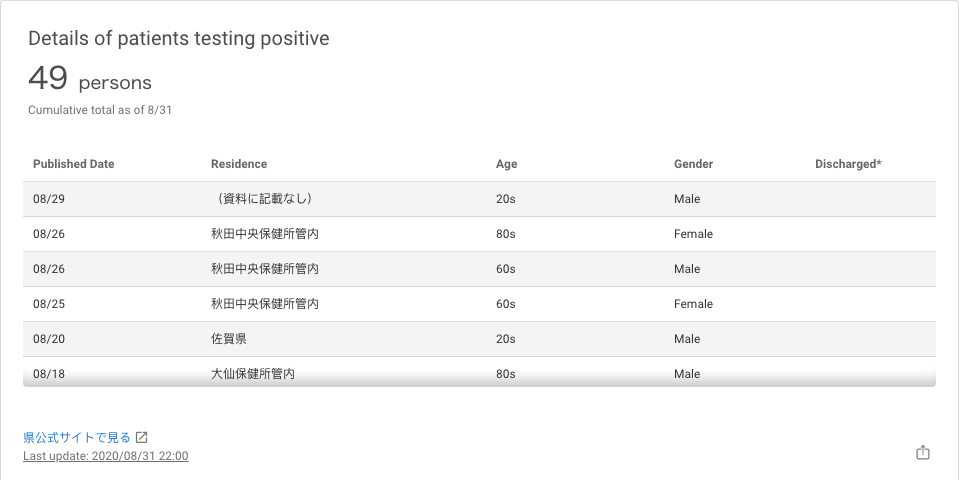 Details of patients testing positive
49 persons
Cumulative total as of 8/31
Published Date Residence Age Gender Discharged*
08/29 （資料に記載なし） 20s Male
08/26 秋田中央保健所管内 80s Female
08/26 秋田中央保健所管内 60s Male
08/25 秋田中央保健所管内 60s Female
08/20 佐賀県 20s Male
08/18 大仙保健所管内 80s Male
県公式サイトで見る
Last update: 2020/08/31 22:00